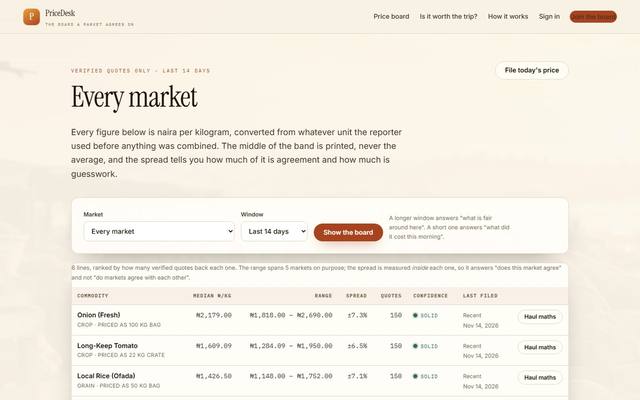 P
PriceDesk
THE BOARD A MARKET AGREES ON
Price board
Is it worth the trip?
How it works
Sign in
Join the board
VERIFIED QUOTES ONLY · LAST 14 DAYS
File today's price
Every market
Every figure below is naira per kilogram, converted from whatever unit the reporter
used before anything was combined. The middle of the band is printed, never the
average, and the spread tells you how much of it is agreement and how much is
guesswork.
Market
Window
Every market
Last 14 days
Show the board
A longer window answers "what is fair
around here". A short one answers "what did
it cost this morning".
6 lines, ranked by how many verified quotes back each one. The range spans 5 markets on purpose; the spread is measured inside each one, so it answers "does this market agree"
and not "do markets agree with each other".
COMMODITY MEDIAN ₦/KG RANGE SPREAD QUOTES CONFIDENCE LAST FILED
Onion (Fresh) ₦2,179.00 ₦1,818.00 — ₦2,690.00 ±7.3% 150 SOLID Recent Haul maths
CROP · PRICED AS 100 KG BAG Nov 14, 2026
Long-Keep Tomato ₦1,609.09 ₦1,284.09 — ₦1,950.00 ±6.5% 150 SOLID Recent Haul maths
CROP · PRICED AS 22 KG CRATE Nov 14, 2026
Local Rice (Ofada) ₦1,426.50 ₦1,148.00 — ₦1,752.00 ±7.1% 150 SOLID Recent Haul maths
GRAIN · PRICED AS 50 KG BAG Nov 14, 2026